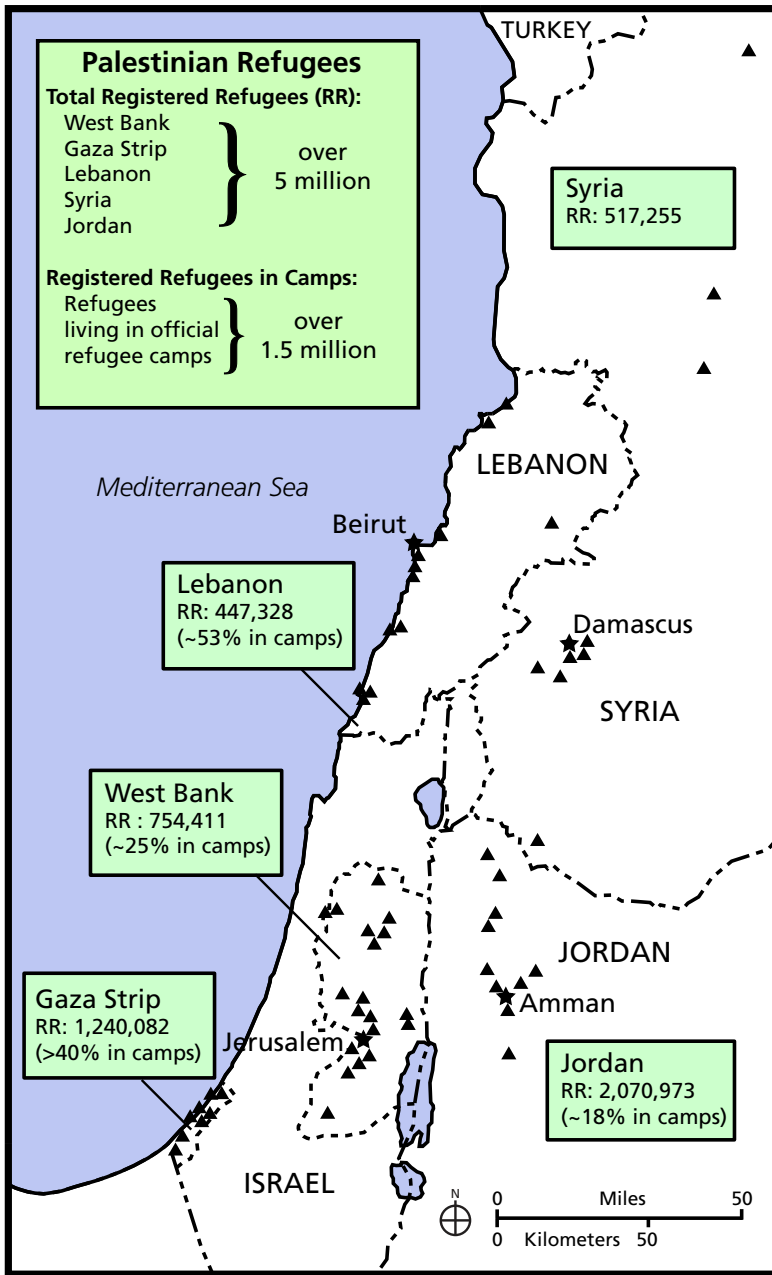 Palestinian Refugees
Total Registered Refugees (RR):
West Bank
Gaza Strip
Lebanon
Syria
Jordan
over
5 million
Registered Refugees in Camps:
Refugees
living in official
refugee camps
over
1.5 million
TURKEY
Syria
RR: 517,255
LEBANON
Mediterranean Sea
Beirut
Lebanon
RR: 447,328
(~53% in camps)
Damascus
SYRIA
West Bank
RR : 754,411
(~25% in camps)
JORDAN
Gaza Strip
RR: 1,240,082
(>40% in camps)
Amman
Jerusalem
Jordan
RR: 2,070,973
(~18% in camps)
ISRAEL
N
0 Miles 50
0 Kilometers 50